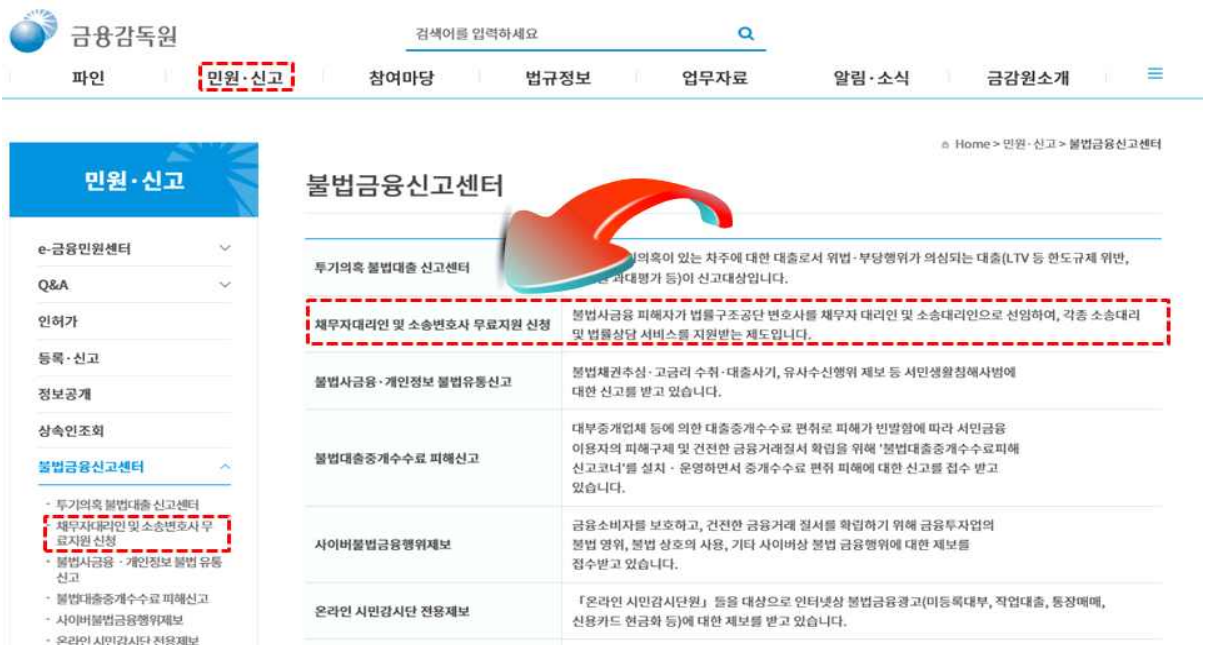 금융감독원
검색어를 입력하세요
파인
민원·신고
참여마당
법규정보
업무자료
알림·소식
금감원소개
Home > 민원·신고 > 불법금융신고센터
민원·신고
e-금융민원센터
Q&A
인허가
등록·신고
정보공개
상속인조회
불법금융신고센터
- 투기의혹 불법대출 신고센터
- 채무자대리인 및 소송변호사 무
료지원 신청
- 불법사금융 · 개인정보 불법 유통
신고
- 불법대출중개수수료 피해신고
- 사이버불법금융행위제보
- 온라인 시민감시단 전용제보
불법금융신고센터
투기의혹 불법대출 신고센터
의혹이 있는 차주에 대한 대출로서 위법·부당행위가 의심되는 대출(LTV 등 한도규제 위반,
과대평가 등)이 신고대상입니다.
채무자대리인 및 소송변호사 무료지원 신청
불법사금융 피해자가 법률구조공단 변호사를 채무자 대리인 및 소송대리인으로 선임하여, 각종 소송대리
및 법률상담 서비스를 지원받는 제도입니다.
불법사금융·개인정보 불법유통신고
불법채권추심·고금리 수취·대출사기, 유사수신행위 제보 등 서민생활침해사범에
대한 신고를 받고 있습니다.
불법대출중개수수료 피해신고
대부중개업체 등에 의한 대출중개수수료 편취로 피해가 빈발함에 따라 서민금융
이용자의 피해구제 및 건전한 금융거래질서 확립을 위해 '불법대출중개수수료피해
신고코너'를 설치 · 운영하면서 중개수수료 편취 피해에 대한 신고를 접수 받고
있습니다.
사이버불법금융행위제보
금융소비자를 보호하고, 건전한 금융거래 질서를 확립하기 위해 금융투자업의
불법 영위, 불법 상호의 사용, 기타 사이버상 불법 금융행위에 대한 제보를
접수받고 있습니다.
온라인 시민감시단 전용제보
「온라인 시민감시단원」들을 대상으로 인터넷상 불법금융광고(미등록대부, 작업대출, 통장매매,
신용카드 현금화 등)에 대한 제보를 받고 있습니다.